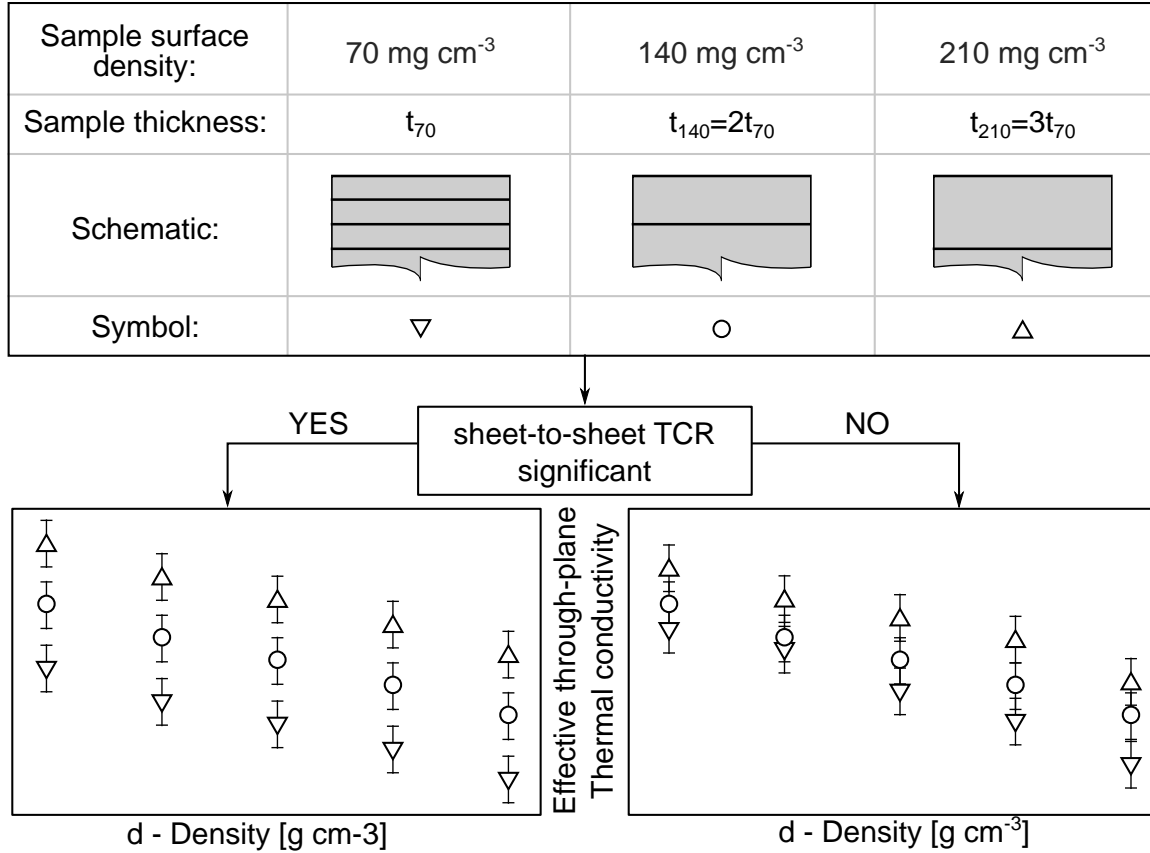 Sample surface
density:
70 mg cm-3
140 mg cm-3
210 mg cm-3
Sample thickness:
t70
t140=2t70
t210=3t70
Schematic:
Symbol:
YES
sheet-to-sheet TCR
significant
NO
Effective through-plane
Thermal conductivity
d - Density [g cm-3]
d - Density [g cm-3]